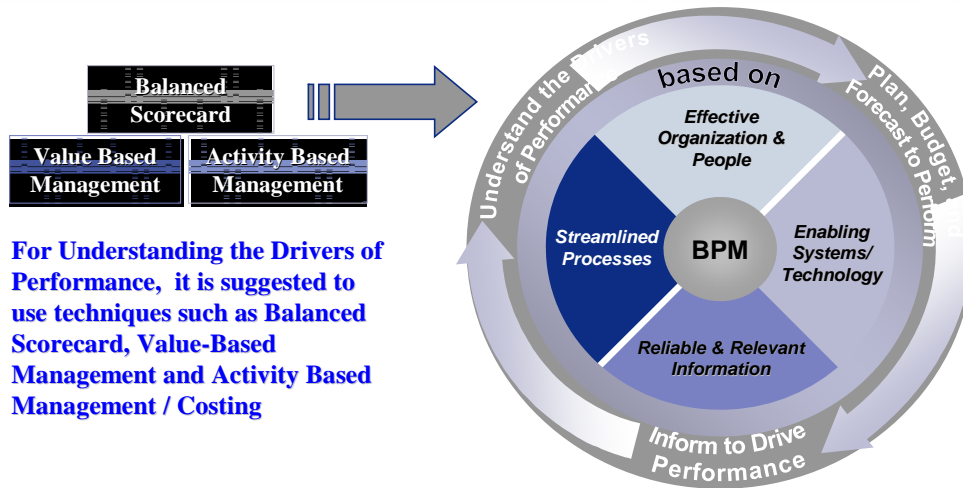 Balanced
Scorecard
Value Based
Management
Activity Based
Management
For Understanding the Drivers of
Performance, it is suggested to
use techniques such as Balanced
Scorecard, Value-Based
Management and Activity Based
Management / Costing
Understand the Drivers
of Performance
Plan, Budget, and
Forecast to Perform
Inform to Drive
Performance
based on
Effective
Organization &
People
Streamlined
Processes
BPM
Enabling
Systems/
Technology
Reliable & Relevant
Information